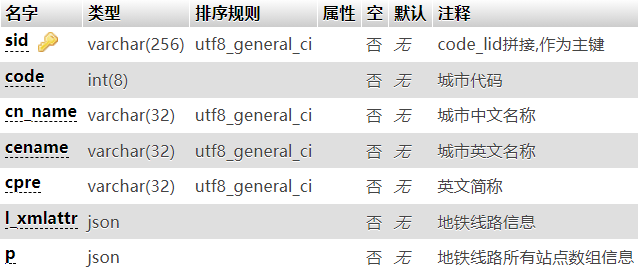 名字 类型 排序规则 属性 空 默认 注释
sid varchar(256) utf8_general_ci 否 无 code_lid拼接,作为主键
code int(8) 否 无 城市代码
cn_name varchar(32) utf8_general_ci 否 无 城市中文名称
cename varchar(32) utf8_general_ci 否 无 城市英文名称
cpre varchar(32) utf8_general_ci 否 无 英文简称
l_xmlattr json 否 无 地铁线路信息
p json 否 无 地铁线路所有站点数组信息